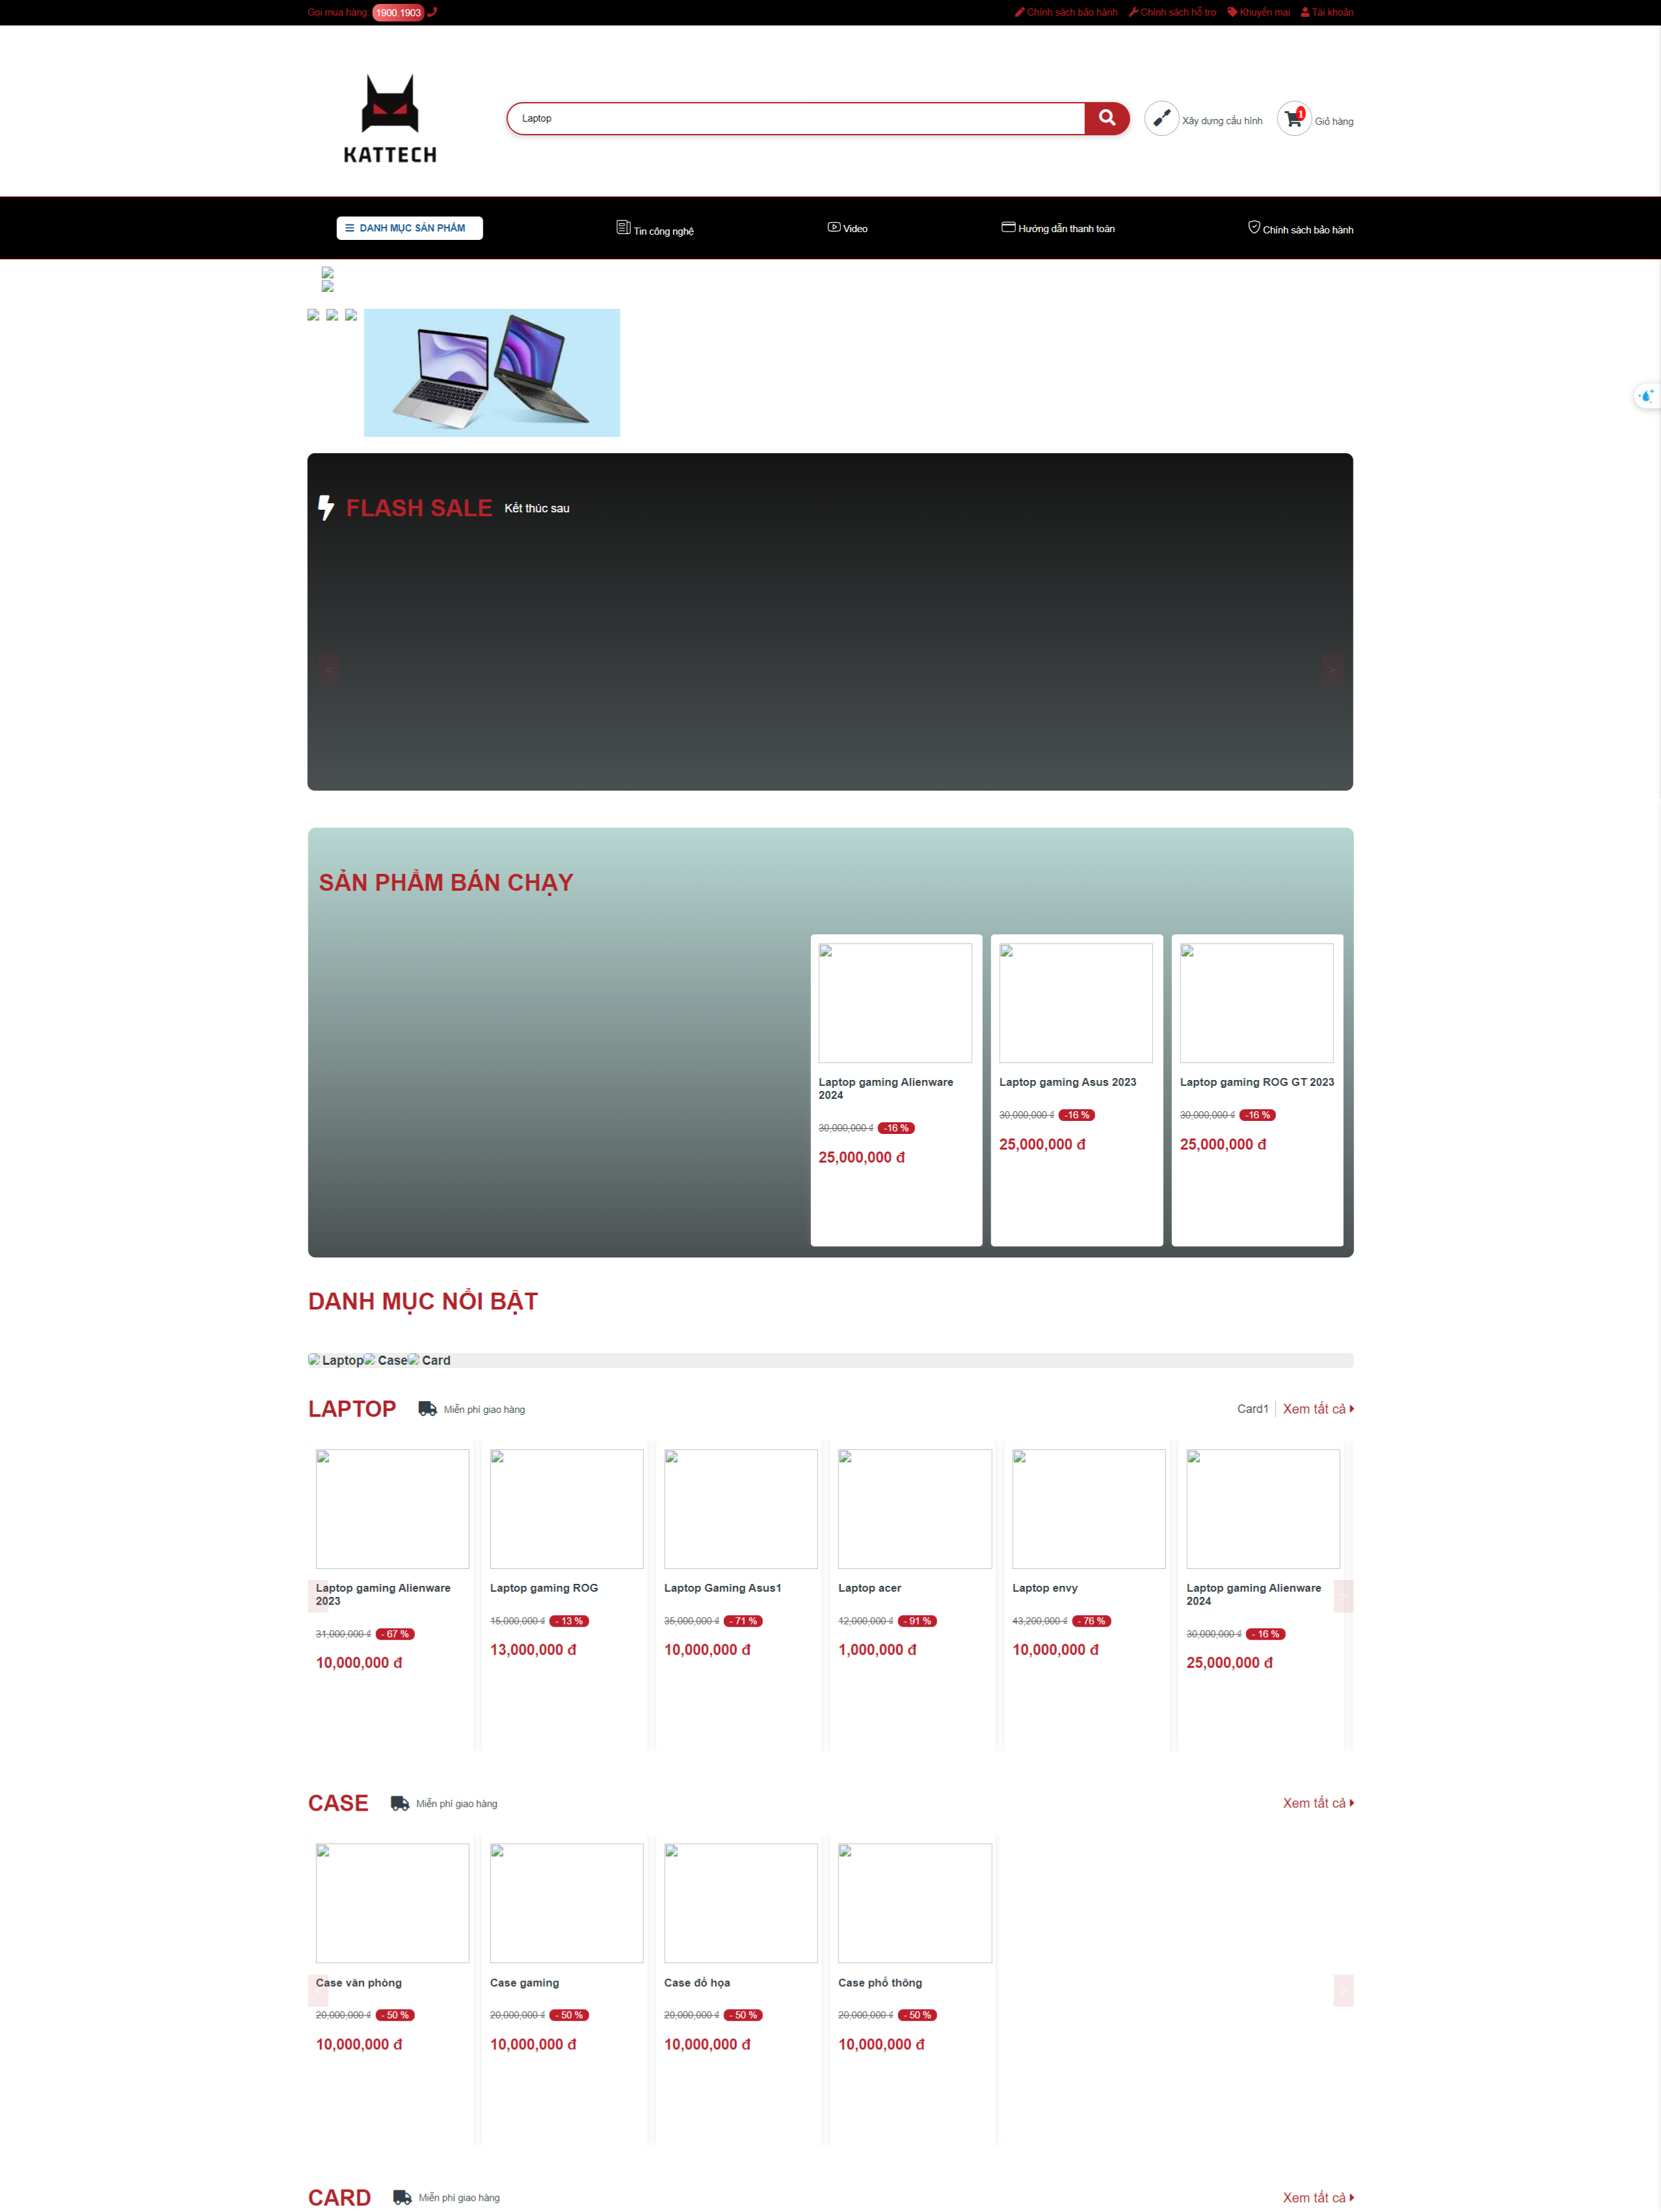 Gọi mua hàng: 1900.1903
Chính sách bảo hành Chính sách hỗ trợ Khuyến mại Tài khoản
KATTECH
Laptop
Xây dựng cấu hình
1
Giỏ hàng
DANH MỤC SẢN PHẨM
Tin công nghệ
Video
Hướng dẫn thanh toán
Chính sách bảo hành
FLASH SALE Kết thúc sau
<
>
SẢN PHẨM BÁN CHẠY
Laptop gaming Alienware
2024
30,000,000 ₫ -16 %
25,000,000 đ
Laptop gaming Asus 2023
30,000,000 ₫ -16 %
25,000,000 đ
Laptop gaming ROG GT 2023
30,000,000 ₫ -16 %
25,000,000 đ
DANH MỤC NỔI BẬT
Laptop Case Card
LAPTOP Miễn phí giao hàng
Card1 Xem tất cả
Laptop gaming Alienware
2023
31,000,000 ₫ - 67 %
10,000,000 đ
Laptop gaming ROG
15,000,000 ₫ - 13 %
13,000,000 đ
Laptop Gaming Asus1
35,000,000 ₫ - 71 %
10,000,000 đ
Laptop acer
12,000,000 ₫ - 91 %
1,000,000 đ
Laptop envy
43,200,000 ₫ - 76 %
10,000,000 đ
Laptop gaming Alienware
2024
30,000,000 ₫ - 16 %
25,000,000 đ
>
CASE Miễn phí giao hàng
Xem tất cả
Case văn phòng
20,000,000 ₫ - 50 %
10,000,000 đ
Case gaming
20,000,000 ₫ - 50 %
10,000,000 đ
Case đồ họa
20,000,000 ₫ - 50 %
10,000,000 đ
Case phổ thông
20,000,000 ₫ - 50 %
10,000,000 đ
>
CARD Miễn phí giao hàng
Xem tất cả